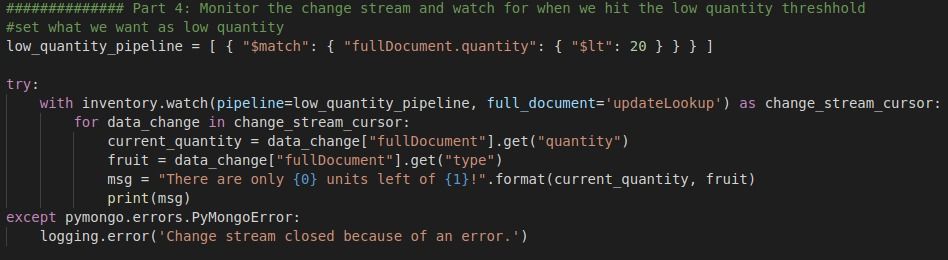 ############## Part 4: Monitor the change stream and watch for when we hit the low quantity threshhold
#set what we want as low quantity
low_quantity_pipeline = [ { "$match": { "fullDocument.quantity": { "$lt": 20 } } } ]
try:
with inventory.watch(pipeline=low_quantity_pipeline, full_document='updateLookup') as change_stream_cursor:
for data_change in change_stream_cursor:
current_quantity = data_change["fullDocument"].get("quantity")
fruit = data_change["fullDocument"].get("type")
msg = "There are only {0} units left of {1}!".format(current_quantity, fruit)
print(msg)
except pymongo.errors.PyMongoError:
logging.error('Change stream closed because of an error.')